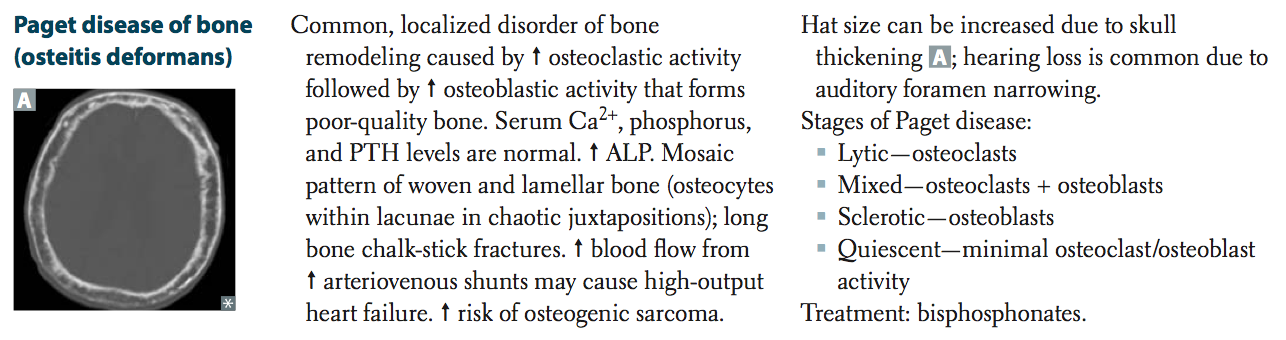 Paget disease of bone
(osteitis deformans)
A
Common, localized disorder of bone
remodeling caused by ↑ osteoclastic activity
followed by ↑ osteoblastic activity that forms
poor-quality bone. Serum Ca²⁺, phosphorus,
and PTH levels are normal. ↑ ALP. Mosaic
pattern of woven and lamellar bone (osteocytes
within lacunae in chaotic juxtapositions); long
bone chalk-stick fractures. ↑ blood flow from
↑ arteriovenous shunts may cause high-output
heart failure. ↑ risk of osteogenic sarcoma.
Hat size can be increased due to skull
thickening A; hearing loss is common due to
auditory foramen narrowing.
Stages of Paget disease:
▪ Lytic—osteoclasts
▪ Mixed—osteoclasts + osteoblasts
▪ Sclerotic—osteoblasts
▪ Quiescent—minimal osteoclast/osteoblast
activity
Treatment: bisphosphonates.